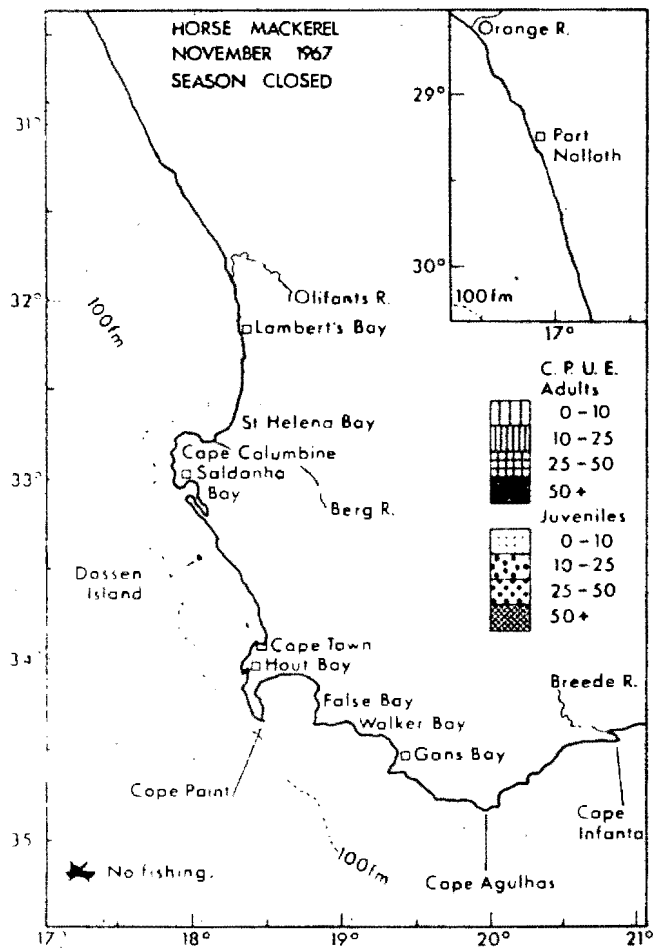 HORSE MACKEREL
NOVEMBER 1967
SEASON CLOSED
Orange R.
29°
Port
Nolloth
30°
100fm
17°
31°
Olifants R.
32°
100fm
Lambert's Bay
C. P. U. E.
Adults
0-10
10-25
25-50
50+
Juveniles
0-10
10-25
25-50
50+
St Helena Bay
Cape Columbine
33°
Saldanha
Bay
Berg R.
Dassen
Island
Cape Town
34°
Hout Bay
Breede R.
False Bay
Walker Bay
Gans Bay
Cape Point
Cape
Infanta
35°
100fm
No fishing.
Cape Agulhas
17°
18°
19°
20°
21°